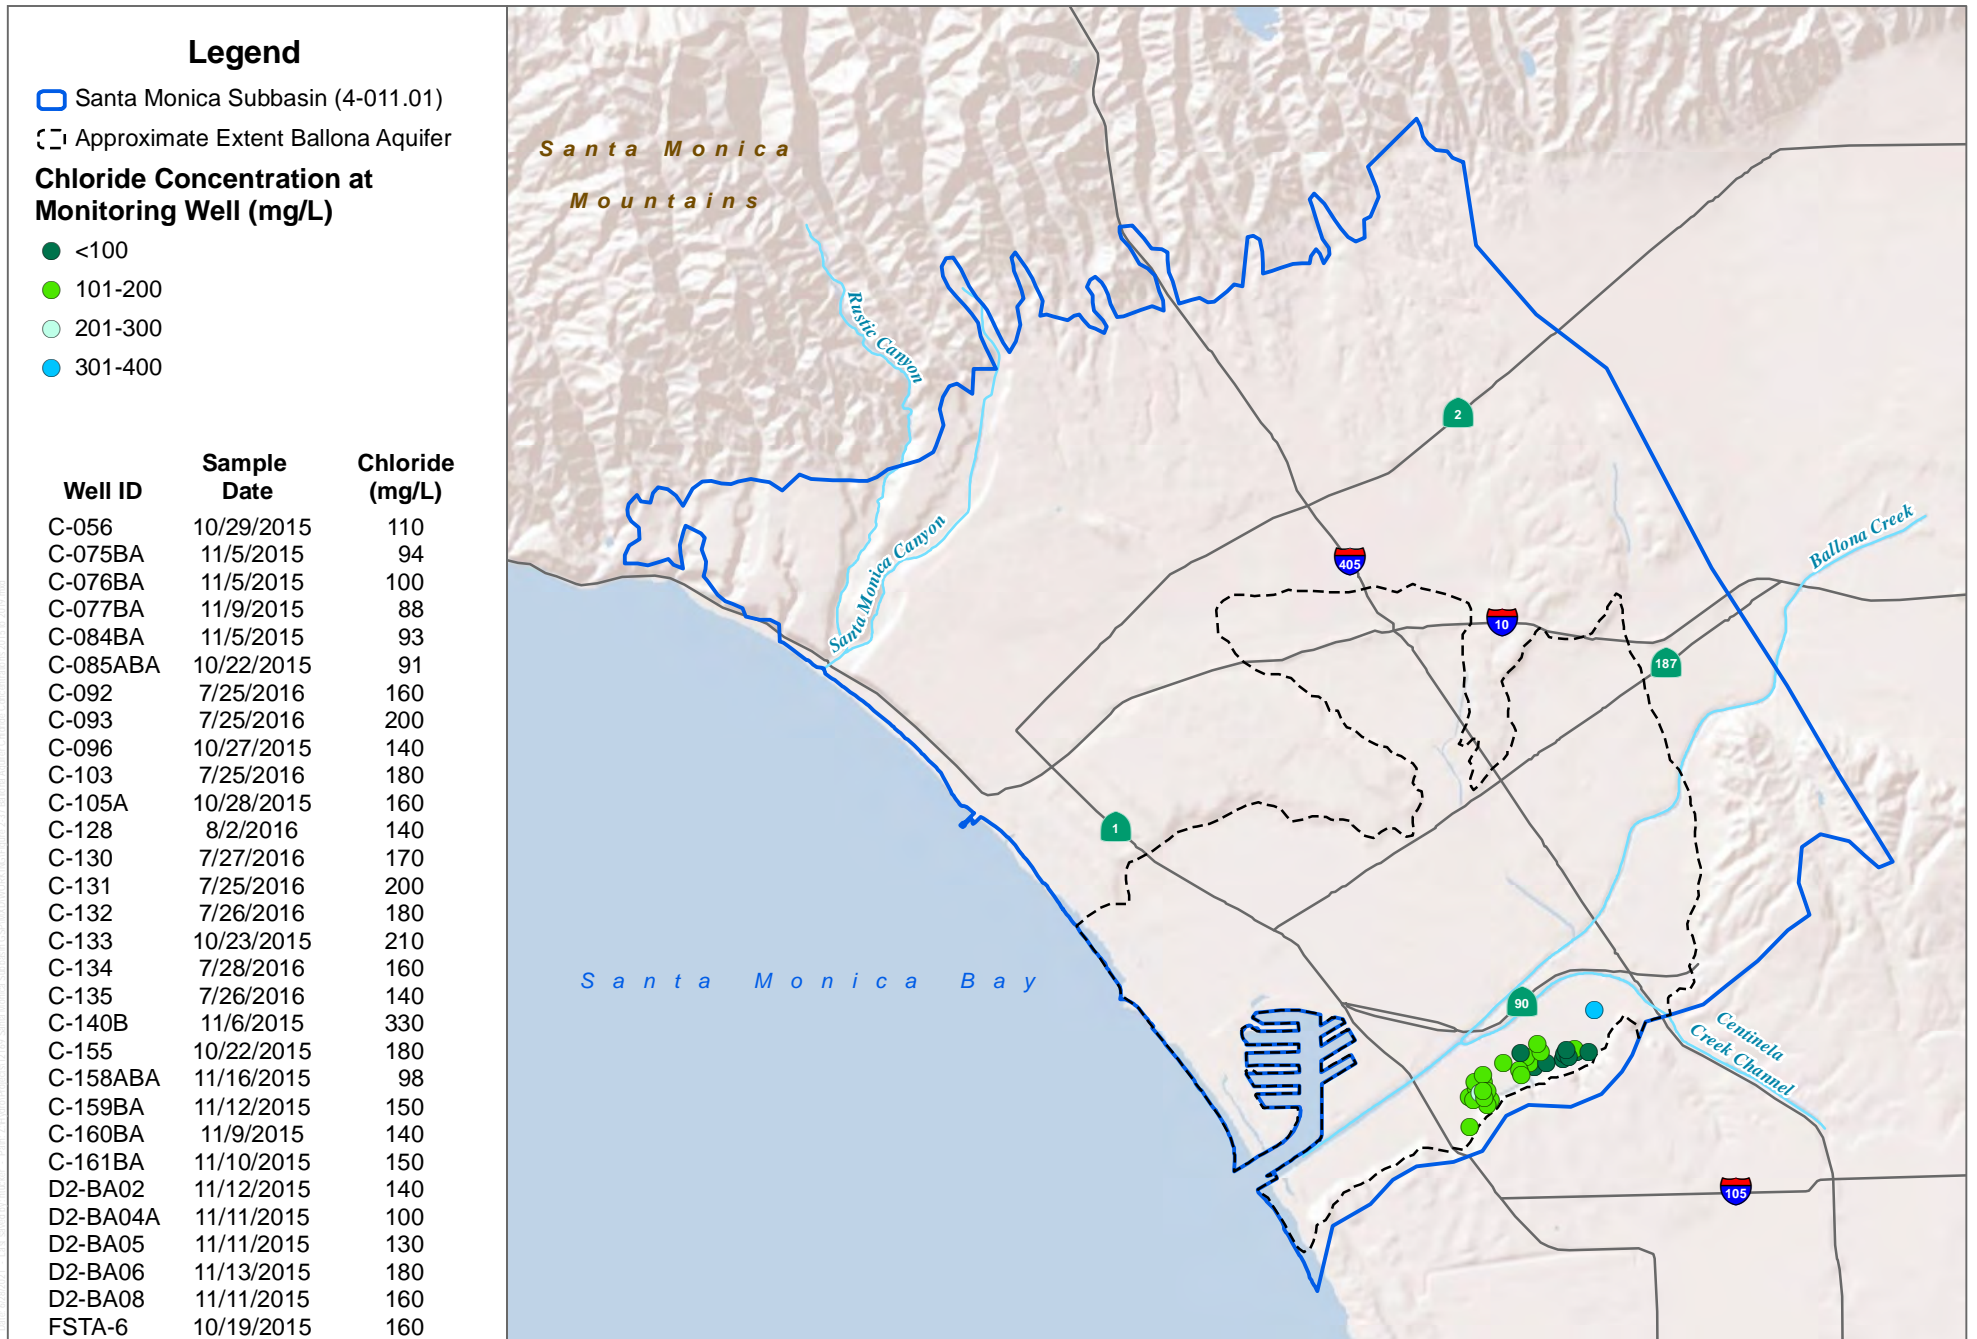 Legend
Santa Monica Subbasin (4-011.01)
Approximate Extent Ballona Aquifer
Chloride Concentration at
Monitoring Well (mg/L)
<100
101-200
201-300
301-400
Well ID Sample Date Chloride (mg/L)
C-056 10/29/2015 110
C-075BA 11/5/2015 94
C-076BA 11/5/2015 100
C-077BA 11/9/2015 88
C-084BA 11/5/2015 93
C-085ABA 10/22/2015 91
C-092 7/25/2016 160
C-093 7/25/2016 200
C-096 10/27/2015 140
C-103 7/25/2016 180
C-105A 10/28/2015 160
C-128 8/2/2016 140
C-130 7/27/2016 170
C-131 7/25/2016 200
C-132 7/26/2016 180
C-133 10/23/2015 210
C-134 7/28/2016 160
C-135 7/26/2016 140
C-140B 11/6/2015 330
C-155 10/22/2015 180
C-158ABA 11/16/2015 98
C-159BA 11/12/2015 150
C-160BA 11/9/2015 140
C-161BA 11/10/2015 150
D2-BA02 11/12/2015 140
D2-BA04A 11/11/2015 100
D2-BA05 11/11/2015 130
D2-BA06 11/13/2015 180
D2-BA08 11/11/2015 160
FSTA-6 10/19/2015 160
Santa Monica
Mountains
Rustic Canyon
Santa Monica Canyon
2
405
10
187
Ballona Creek
1
Santa Monica Bay
90
Centinela
Creek Channel
105